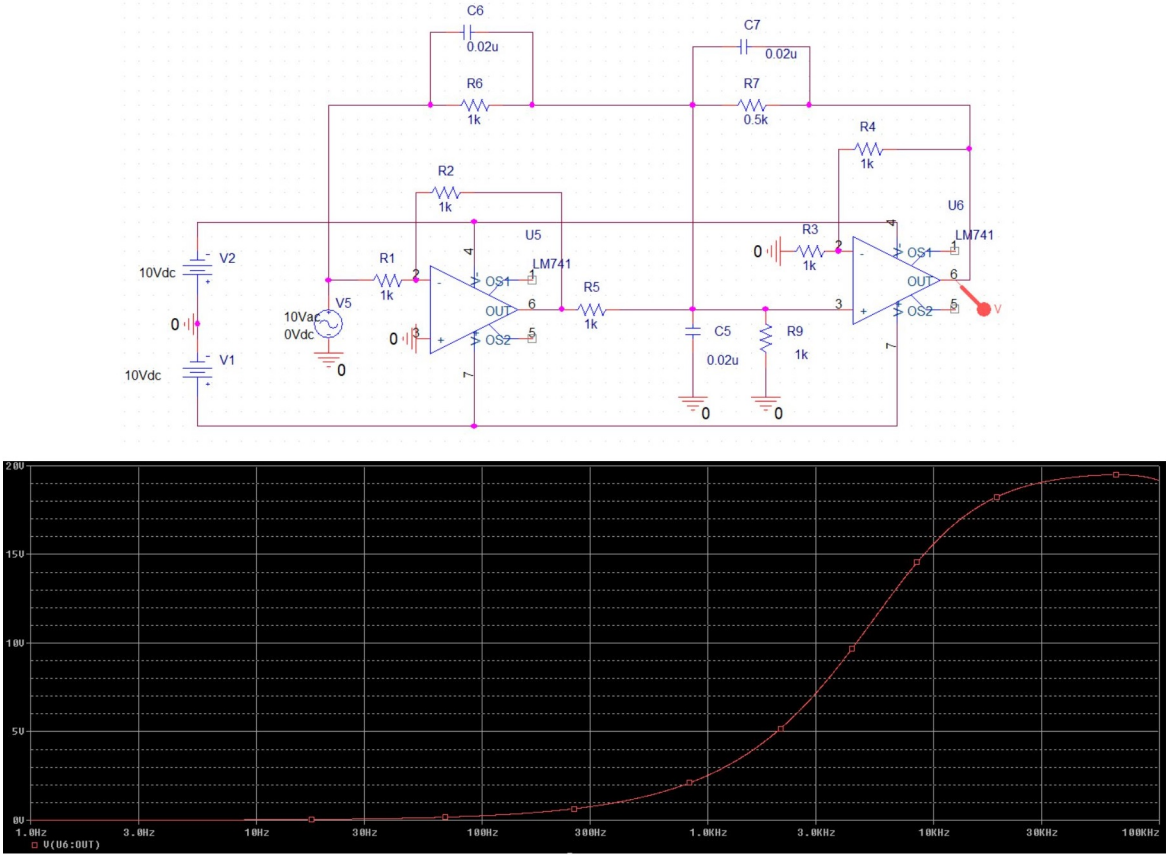 C6
0.02u
R6
1k
C7
0.02u
R7
0.5k
R4
1k
R2
1k
U6
LM741
4
V-
OS1
1
R3
1k
0
2
-
OUT
6
V
OS2
5
3
+
V+
7
U5
LM741
4
V-
OS1
1
R1
1k
2
-
OUT
6
OS2
5
0
3
+
V+
7
V2
10Vdc
-
+
0
V1
10Vdc
-
+
V5
10Vac
0Vdc
0
R5
1k
C5
0.02u
0
R9
1k
0
20V
15V
10V
5V
0V
1.0Hz 3.0Hz 10Hz 30Hz 100Hz 300Hz 1.0KHz 3.0KHz 10KHz 30KHz 100KHz
V(U6:OUT)